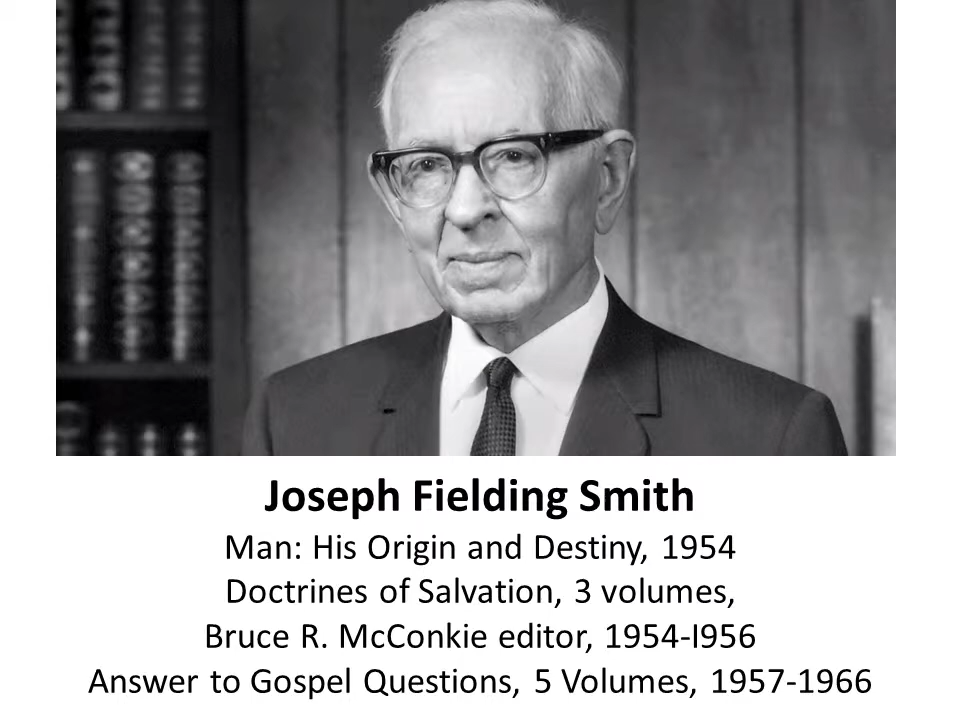 Joseph Fielding Smith
Man: His Origin and Destiny, 1954
Doctrines of Salvation, 3 volumes,
Bruce R. McConkie editor, 1954-I956
Answer to Gospel Questions, 5 Volumes, 1957-1966